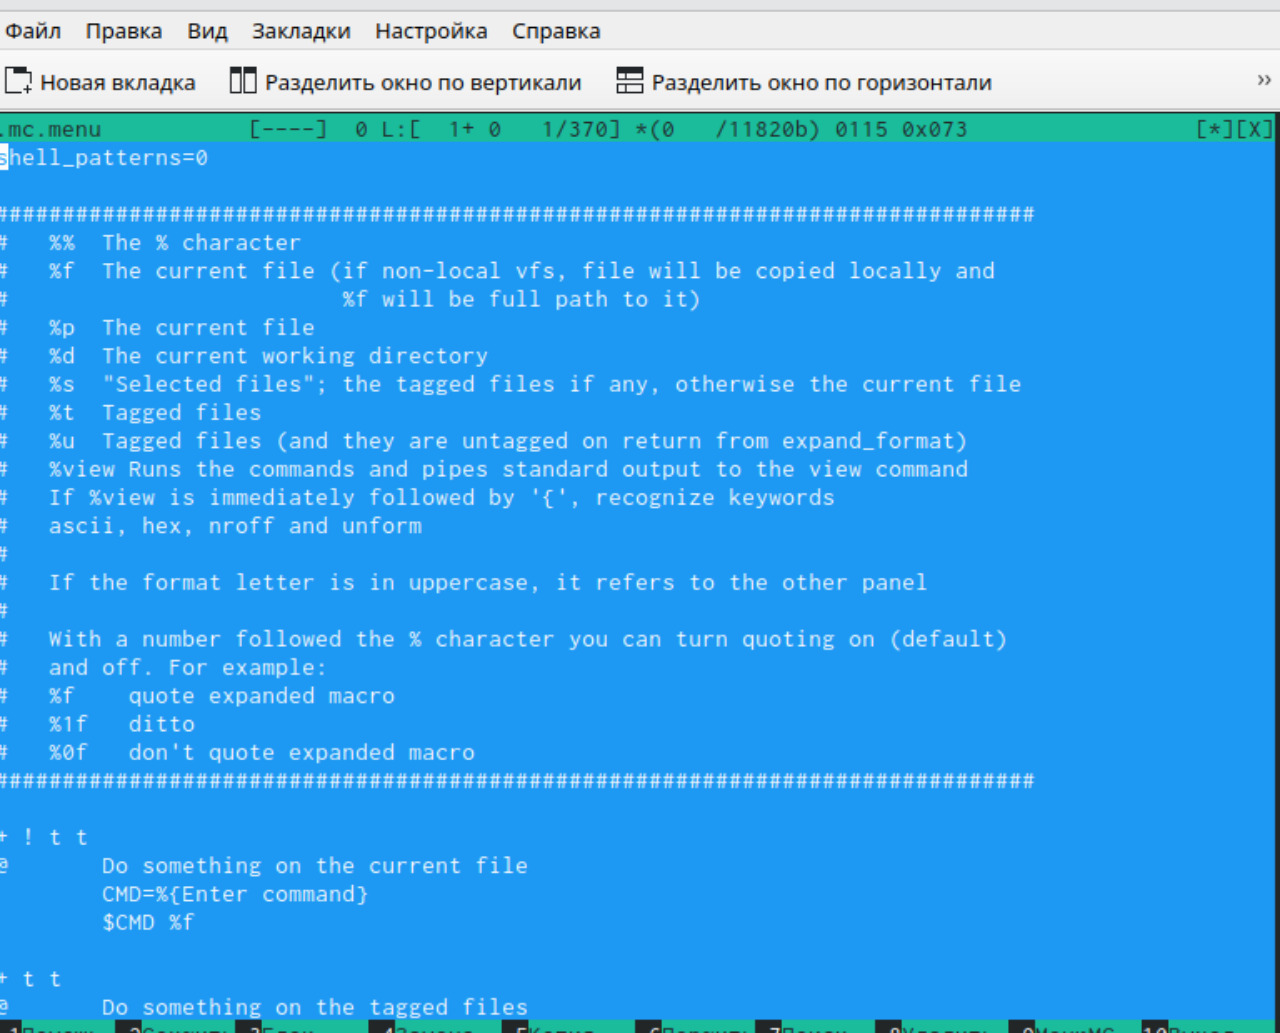 Файл Правка Вид Закладки Настройка Справка
Новая вкладка Разделить окно по вертикали Разделить окно по горизонтали »
.mc.menu [----] 0 L:[ 1+ 0 1/370] *(0 /11820b) 0115 0x073 [*][X]
shell_patterns=0
##############################################################################
# %% The % character
# %f The current file (if non-local vfs, file will be copied locally and
# %f will be full path to it)
# %p The current file
# %d The current working directory
# %s "Selected files"; the tagged files if any, otherwise the current file
# %t Tagged files
# %u Tagged files (and they are untagged on return from expand_format)
# %view Runs the commands and pipes standard output to the view command
# If %view is immediately followed by '{', recognize keywords
# ascii, hex, nroff and unform
#
# If the format letter is in uppercase, it refers to the other panel
#
# With a number followed the % character you can turn quoting on (default)
# and off. For example:
# %f quote expanded macro
# %1f ditto
# %0f don't quote expanded macro
##############################################################################
+ ! t t
@ Do something on the current file
CMD=%{Enter command}
$CMD %f
+ t t
@ Do something on the tagged files